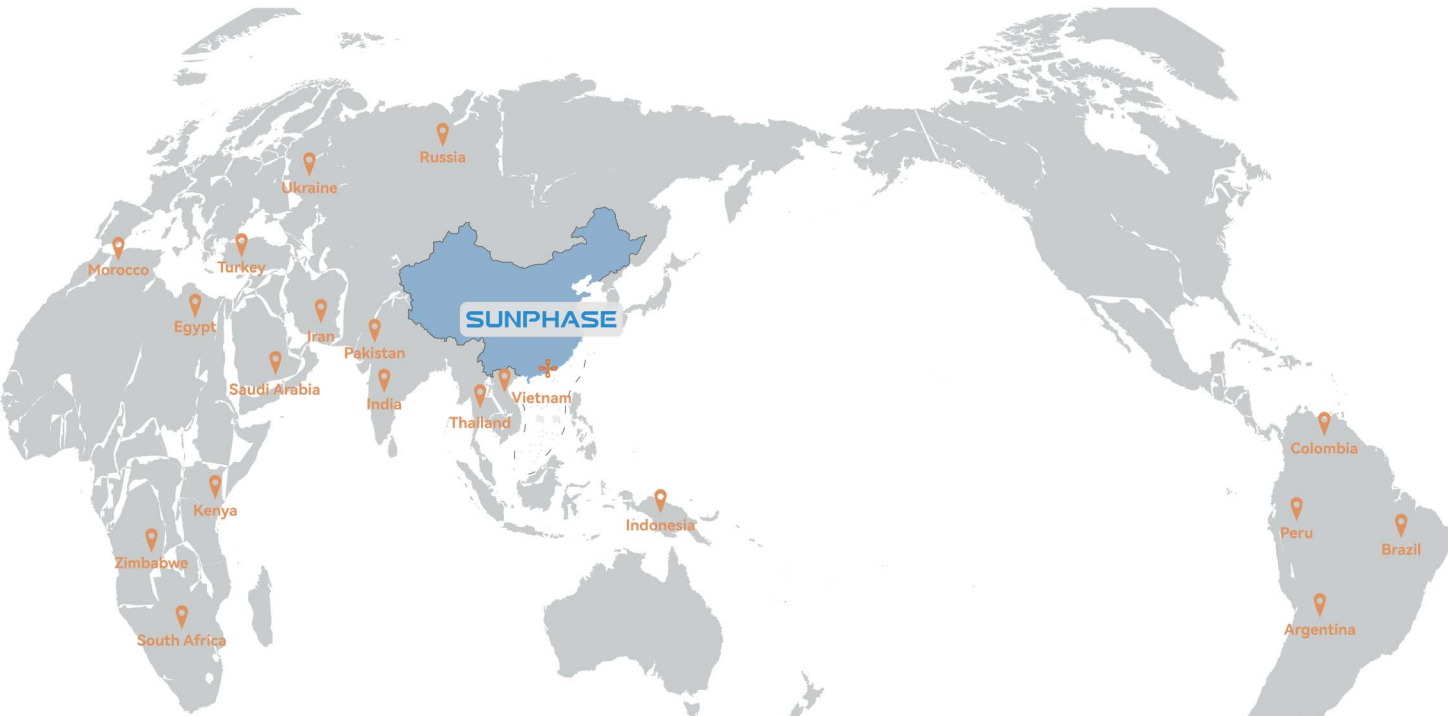 Russia
Ukraine
Morocco
Turkey
Egypt
Iran
SUNPHASE
Pakistan
Saudi Arabia
India
Vietnam
Thailand
Colombia
Kenya
Indonesia
Peru
Brazil
Zimbabwe
Argentina
South Africa